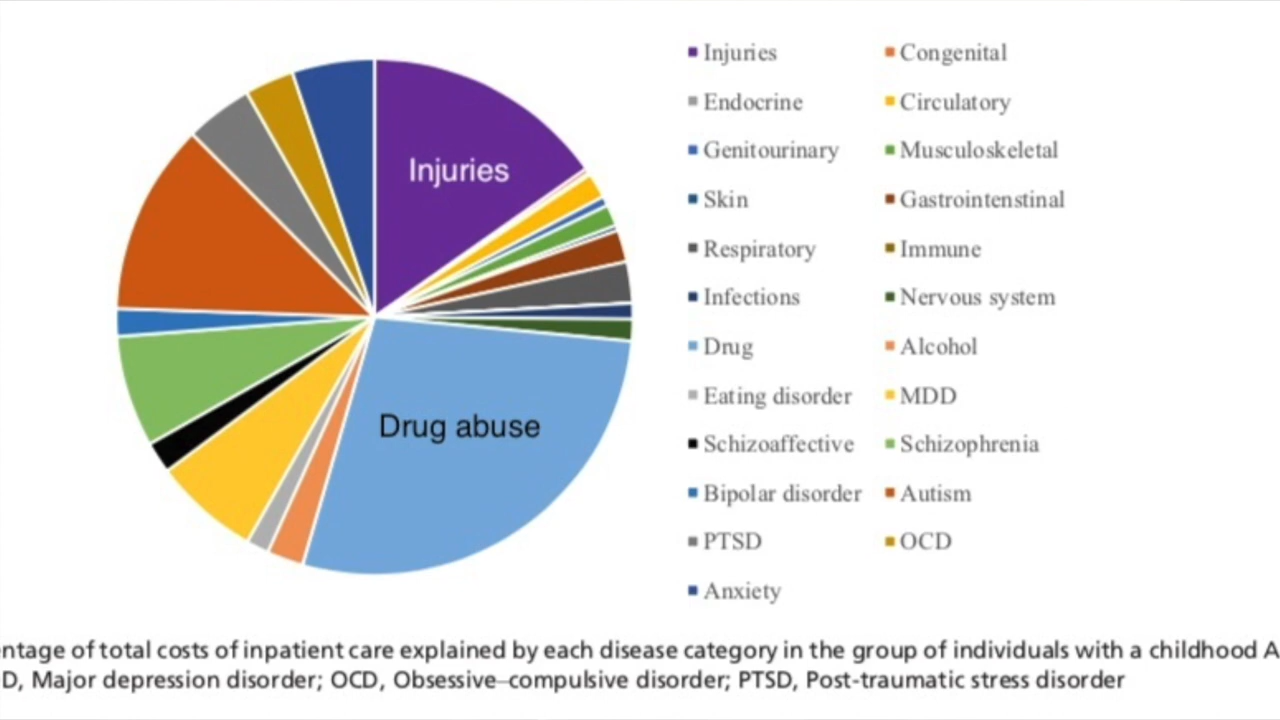 Injuries
Drug abuse
Injuries
Congenital
Endocrine
Circulatory
Genitourinary
Musculoskeletal
Skin
Gastrointenstinal
Respiratory
Immune
Infections
Nervous system
Drug
Alcohol
Eating disorder
MDD
Schizoaffective
Schizophrenia
Bipolar disorder
Autism
PTSD
OCD
Anxiety
entage of total costs of inpatient care explained by each disease category in the group of individuals with a childhood A
D, Major depression disorder; OCD, Obsessive–compulsive disorder; PTSD, Post-traumatic stress disorder